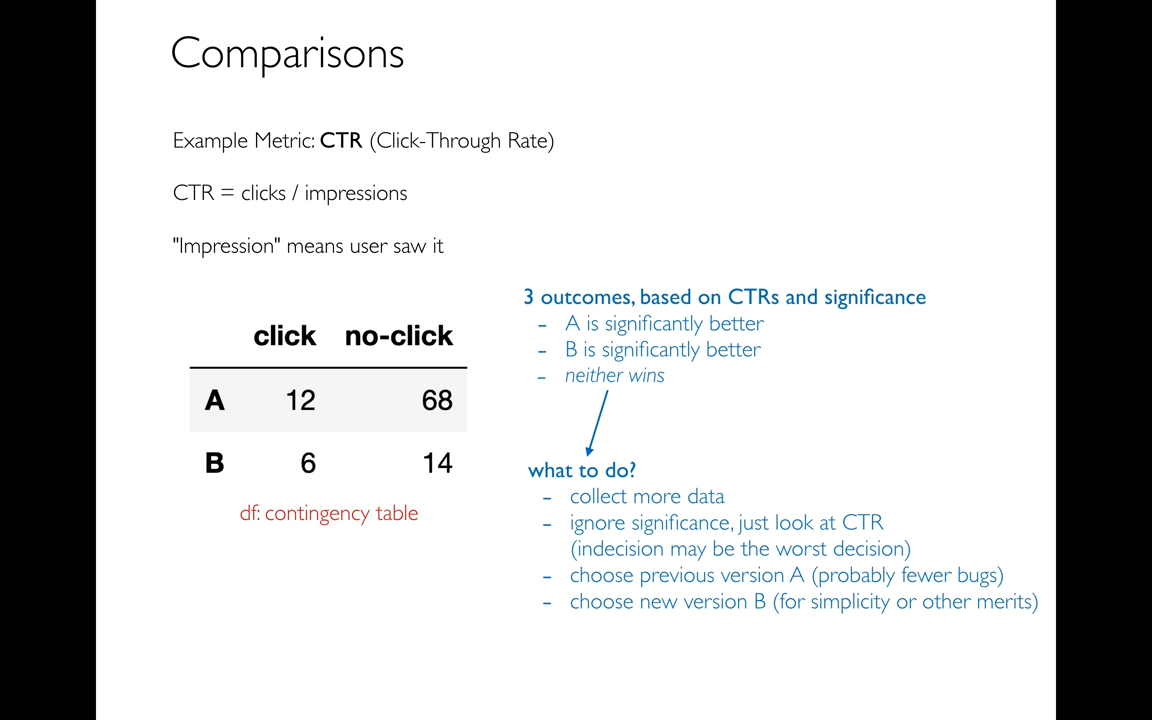 Comparisons
Example Metric: CTR (Click-Through Rate)
CTR = clicks / impressions
"Impression" means user saw it
click no-click
A 12 68
B 6 14
df: contingency table
3 outcomes, based on CTRs and significance
- A is significantly better
- B is significantly better
- neither wins
what to do?
- collect more data
- ignore significance, just look at CTR
(indecision may be the worst decision)
- choose previous version A (probably fewer bugs)
- choose new version B (for simplicity or other merits)